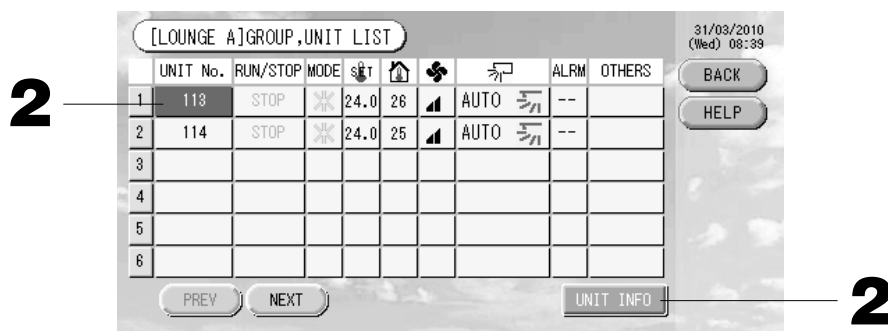 [LOUNGE A]GROUP,UNIT LIST
31/03/2010
(Wed) 08:39
UNIT No. RUN/STOP MODE SET ALRM OTHERS
BACK
HELP
2
1 113 STOP 24.0 26 AUTO --
2 114 STOP 24.0 25 AUTO --
3
4
5
6
PREV NEXT UNIT INFO
2